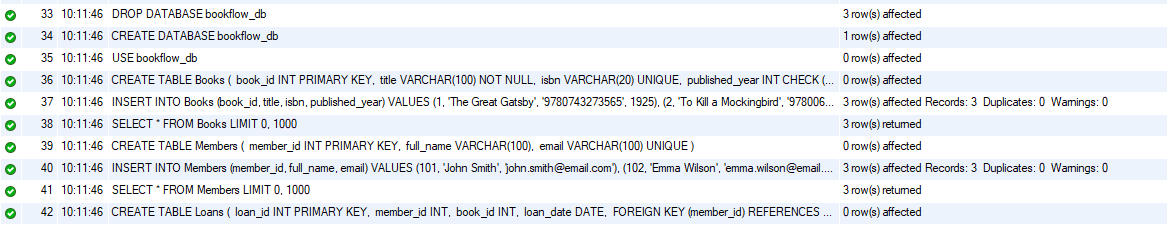 33 10:11:46 DROP DATABASE bookflow_db 3 row(s) affected
34 10:11:46 CREATE DATABASE bookflow_db 1 row(s) affected
35 10:11:46 USE bookflow_db 0 row(s) affected
36 10:11:46 CREATE TABLE Books ( book_id INT PRIMARY KEY, title VARCHAR(100) NOT NULL, isbn VARCHAR(20) UNIQUE, published_year INT CHECK (... 0 row(s) affected
37 10:11:46 INSERT INTO Books (book_id, title, isbn, published_year) VALUES (1, 'The Great Gatsby', '9780743273565', 1925), (2, 'To Kill a Mockingbird', '978006... 3 row(s) affected Records: 3 Duplicates: 0 Warnings: 0
38 10:11:46 SELECT * FROM Books LIMIT 0, 1000 3 row(s) returned
39 10:11:46 CREATE TABLE Members ( member_id INT PRIMARY KEY, full_name VARCHAR(100), email VARCHAR(100) UNIQUE ) 0 row(s) affected
40 10:11:46 INSERT INTO Members (member_id, full_name, email) VALUES (101, 'John Smith', 'john.smith@email.com'), (102, 'Emma Wilson', 'emma.wilson@email.... 3 row(s) affected Records: 3 Duplicates: 0 Warnings: 0
41 10:11:46 SELECT * FROM Members LIMIT 0, 1000 3 row(s) returned
42 10:11:46 CREATE TABLE Loans ( loan_id INT PRIMARY KEY, member_id INT, book_id INT, loan_date DATE, FOREIGN KEY (member_id) REFERENCES ... 0 row(s) affected